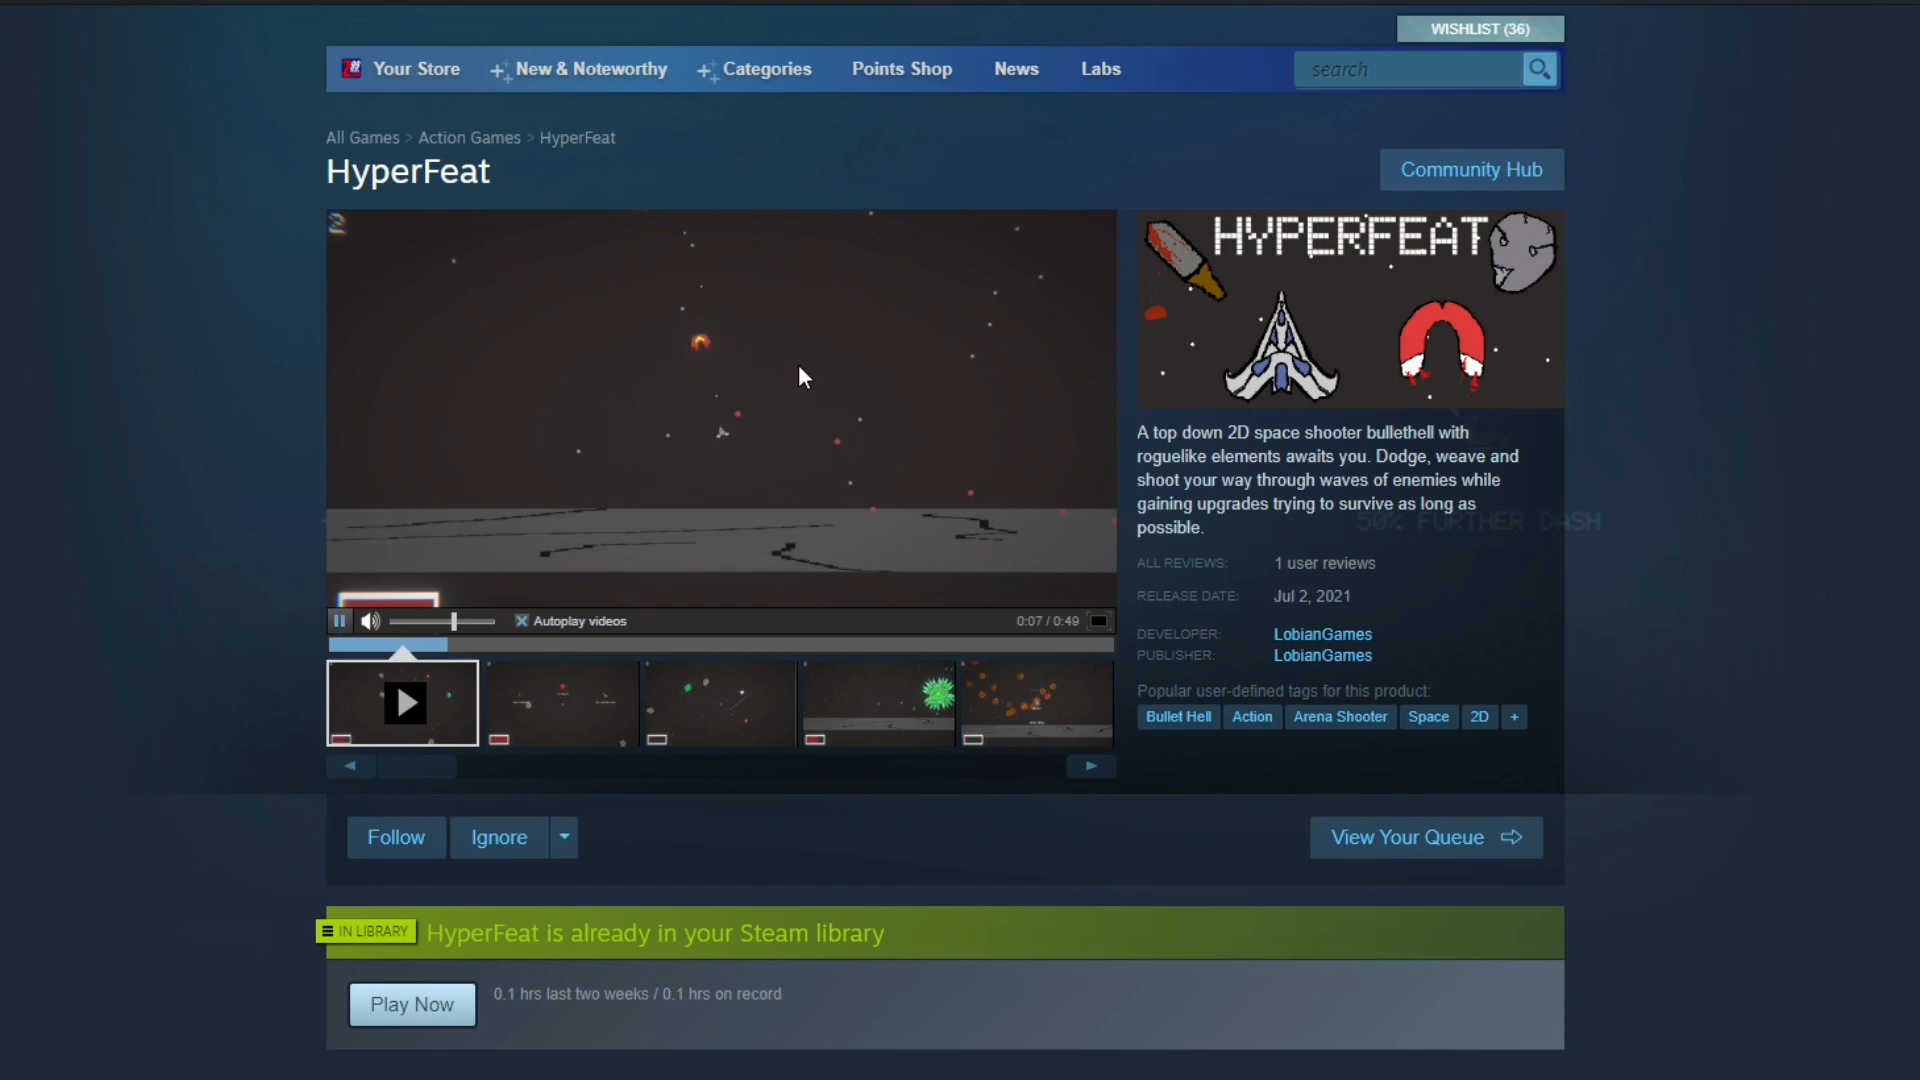 WISHLIST (36)
Your Store
New & Noteworthy
Categories
Points Shop
News
Labs
search
All Games > Action Games > HyperFeat
HyperFeat
Community Hub
2
HYPERFEAT
A top down 2D space shooter bullethell with
roguelike elements awaits you. Dodge, weave and
shoot your way through waves of enemies while
gaining upgrades trying to survive as long as
possible.
50% FURTHER DASH
ALL REVIEWS: 1 user reviews
RELEASE DATE: Jul 2, 2021
DEVELOPER: LobianGames
PUBLISHER: LobianGames
Popular user-defined tags for this product:
Bullet Hell Action Arena Shooter Space 2D +
Autoplay videos
0:07 / 0:49
Follow
Ignore
View Your Queue
IN LIBRARY
HyperFeat is already in your Steam library
Play Now
0.1 hrs last two weeks / 0.1 hrs on record